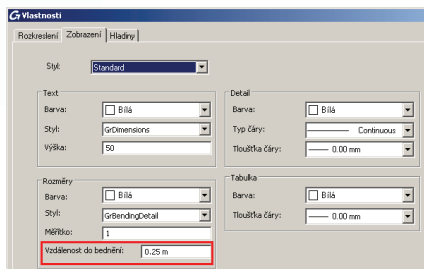 Vlastnosti
Rozkreslení Zobrazení Hladiny
Styl: Standard
Text
Barva: Bílá
Styl: GrDimensions
Výška: 50
Detail
Barva: Bílá
Typ čáry: Continuous
Tloušťka čáry: 0.00 mm
Rozměry
Barva: Bílá
Styl: GrBendingDetail
Měřítko: 1
Vzdálenost do bednění: 0.25 m
Tabulka
Barva: Bílá
Tloušťka čáry: 0.00 mm